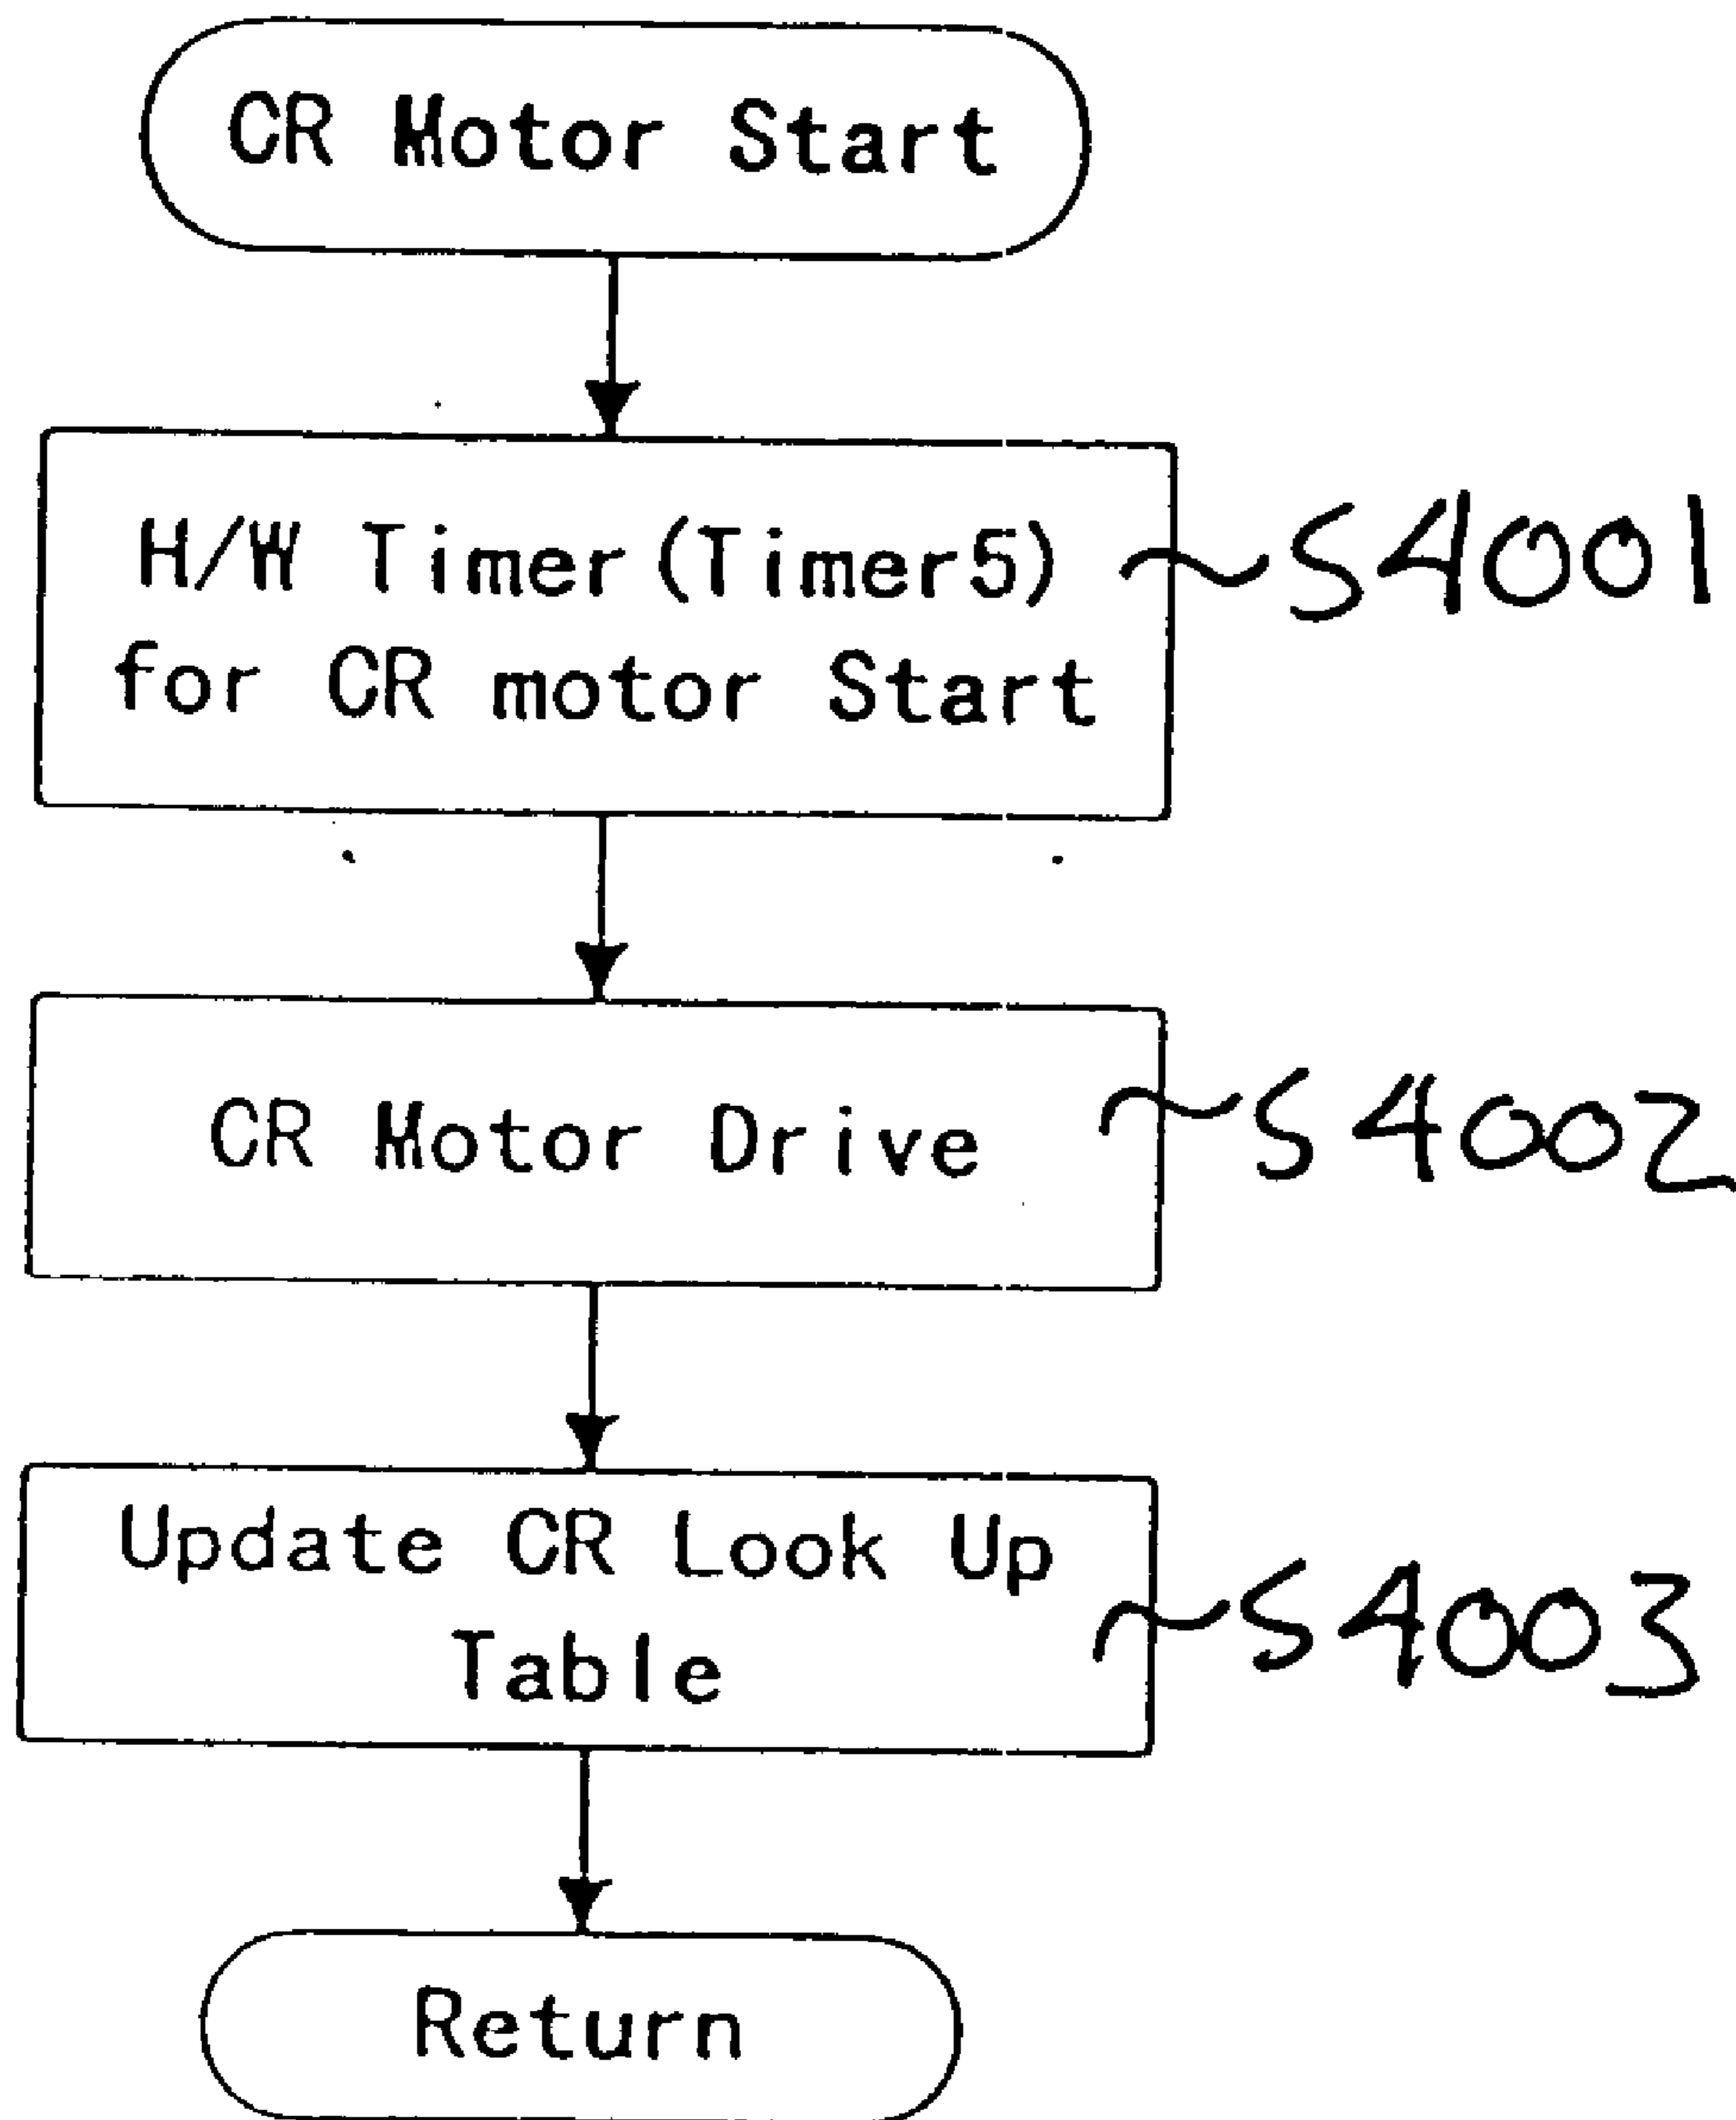 CR Motor Start
H/W Timer(Timer5)
for CR motor Start
S4001
CR Motor Drive
S4002
Update CR Look Up
Table
S4003
Return